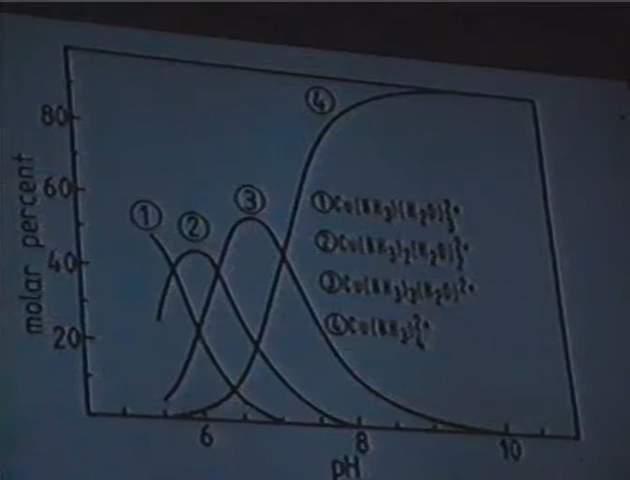 80
④
molar percent
60
① ② ③
①Cu(NH₃)(H₂O)₃²⁺
②Cu(NH₃)₂(H₂O)₂²⁺
40
③Cu(NH₃)₃(H₂O)²⁺
④Cu(NH₃)₄²⁺
20
6 8 10
pH